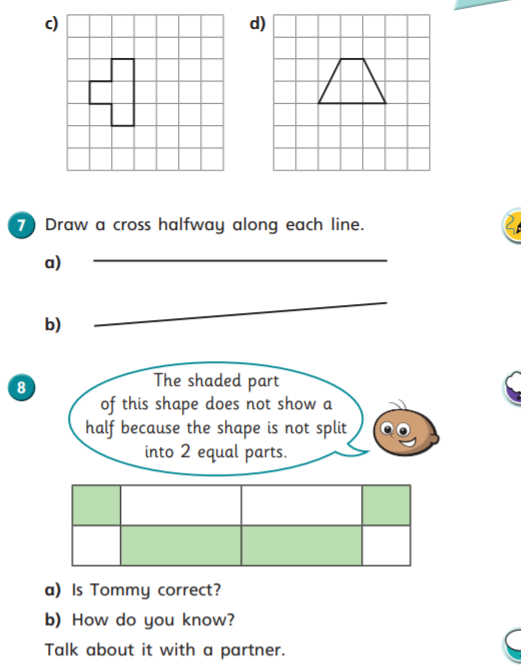 c)
d)
7 Draw a cross halfway along each line.
a)
b)
8
The shaded part
of this shape does not show a
half because the shape is not split
into 2 equal parts.
a) Is Tommy correct?
b) How do you know?
Talk about it with a partner.